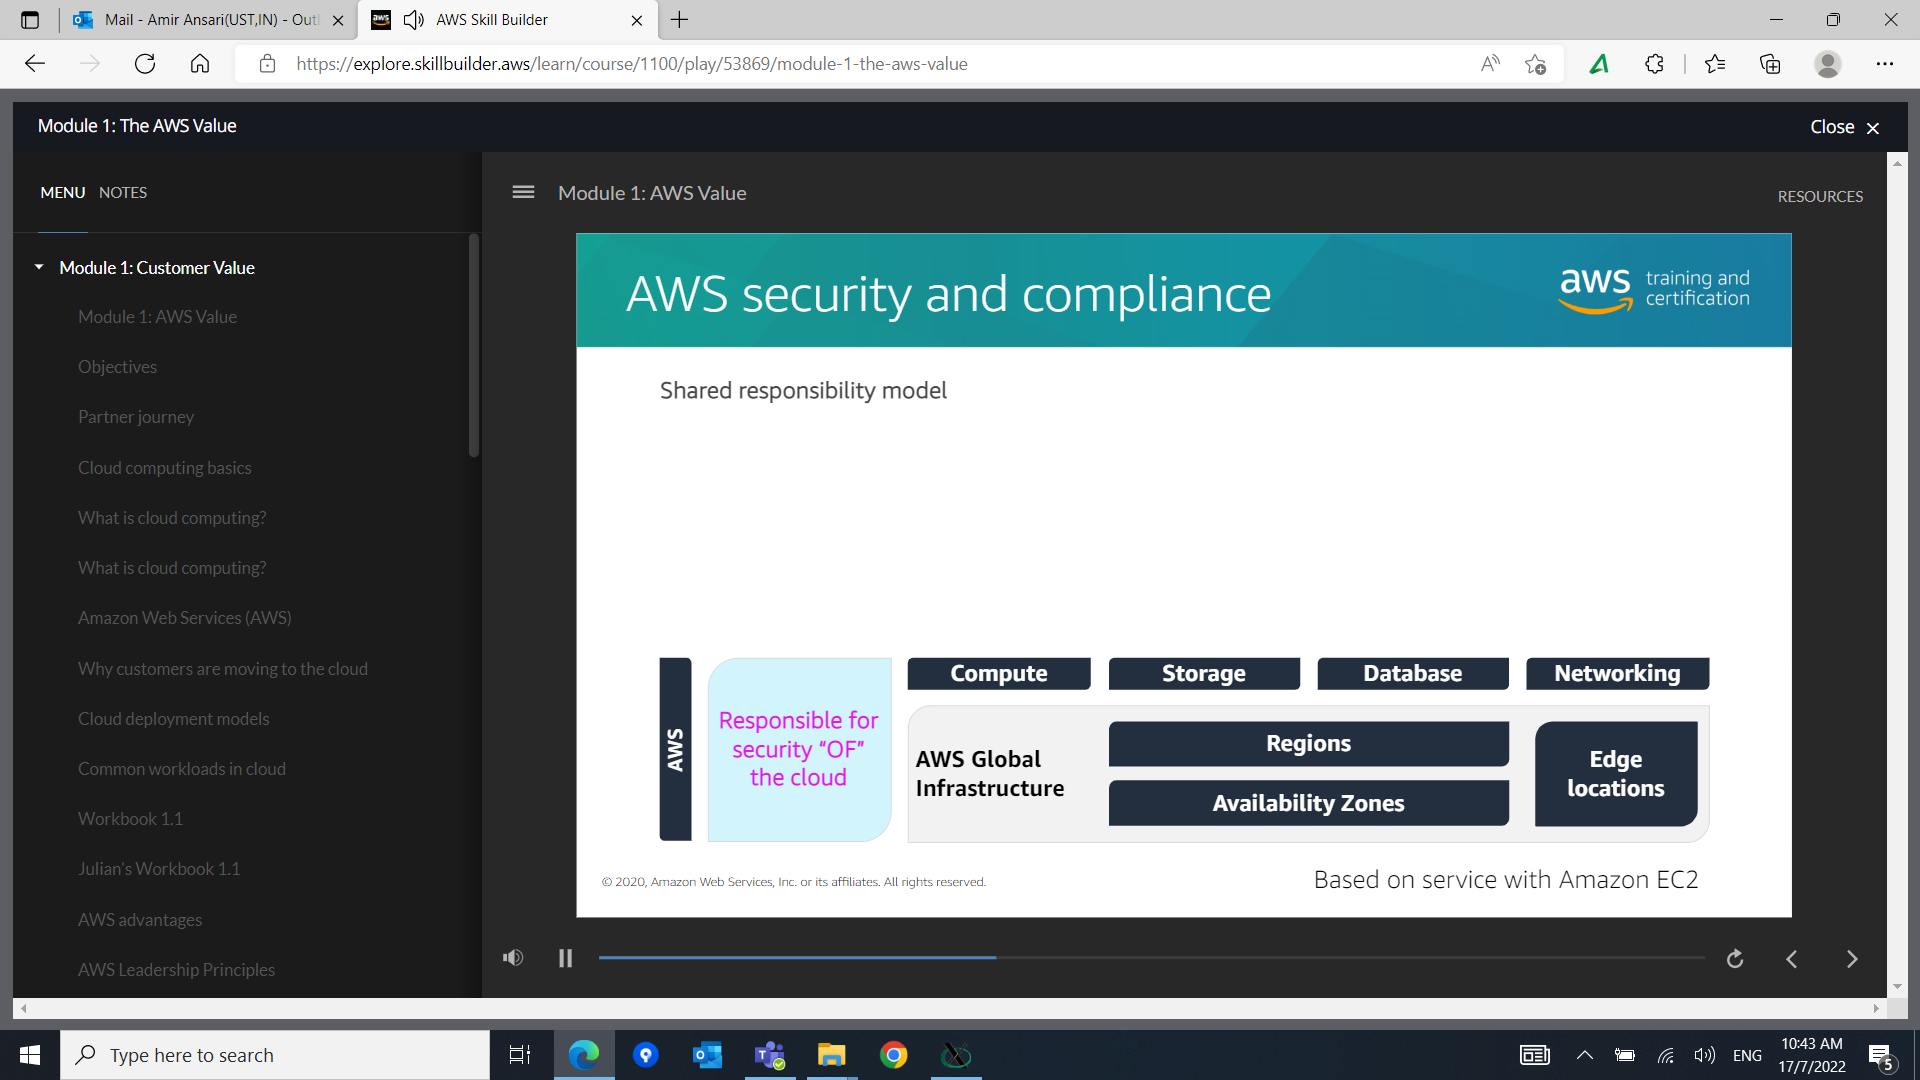 Mail - Amir Ansari(UST,IN) - Outl
aws
AWS Skill Builder
https://explore.skillbuilder.aws/learn/course/1100/play/53869/module-1-the-aws-value
Module 1: The AWS Value
Close
MENU
NOTES
Module 1: Customer Value
Module 1: AWS Value
Objectives
Partner journey
Cloud computing basics
What is cloud computing?
What is cloud computing?
Amazon Web Services (AWS)
Why customers are moving to the cloud
Cloud deployment models
Common workloads in cloud
Workbook 1.1
Julian's Workbook 1.1
AWS advantages
AWS Leadership Principles
Module 1: AWS Value
RESOURCES
AWS security and compliance
aws training and
certification
Shared responsibility model
AWS
Responsible for
security “OF”
the cloud
Compute
Storage
Database
Networking
AWS Global
Infrastructure
Regions
Availability Zones
Edge
locations
© 2020, Amazon Web Services, Inc. or its affiliates. All rights reserved.
Based on service with Amazon EC2
Type here to search
ENG
10:43 AM
17/7/2022
5